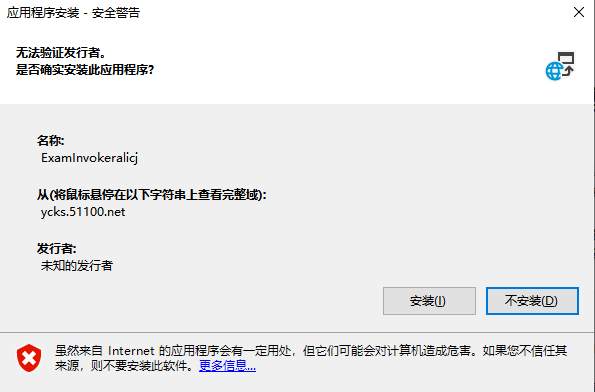 应用程序安装 - 安全警告
无法验证发行者。
是否确实安装此应用程序?
名称:
ExamInvokeralicj
从(将鼠标悬停在以下字符串上查看完整域):
ycks.51100.net
发行者:
未知的发行者
安装(I)
不安装(D)
虽然来自 Internet 的应用程序会有一定用处，但它们可能会对计算机造成危害。如果您不信任其
来源，则不要安装此软件。更多信息...